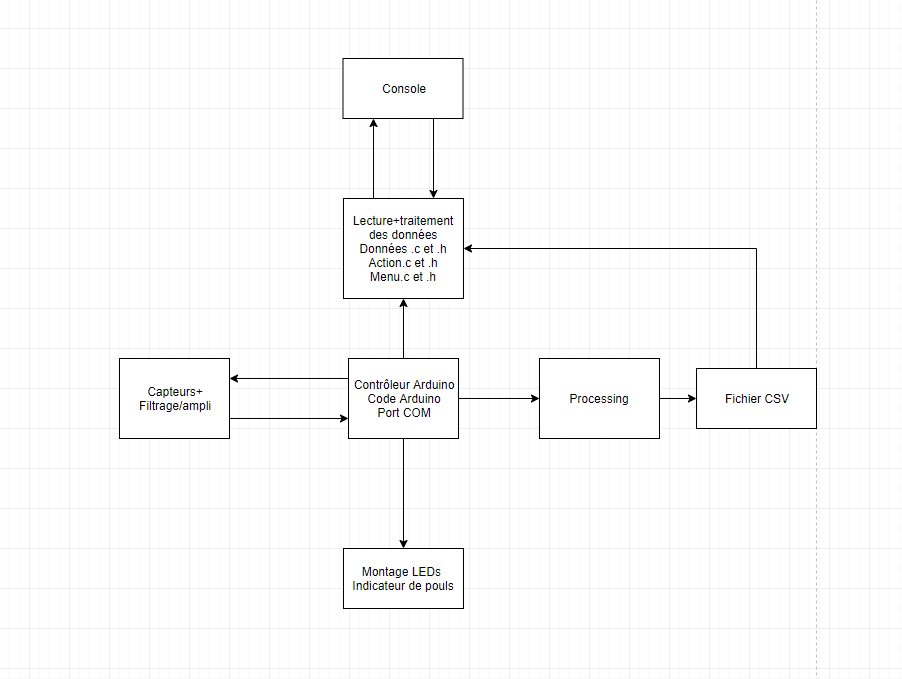 Console
Lecture+traitement
des données
Données .c et .h
Action.c et .h
Menu.c et .h
Capteurs+
Filtrage/ampli
Contrôleur Arduino
Code Arduino
Port COM
Processing
Fichier CSV
Montage LEDs
Indicateur de pouls